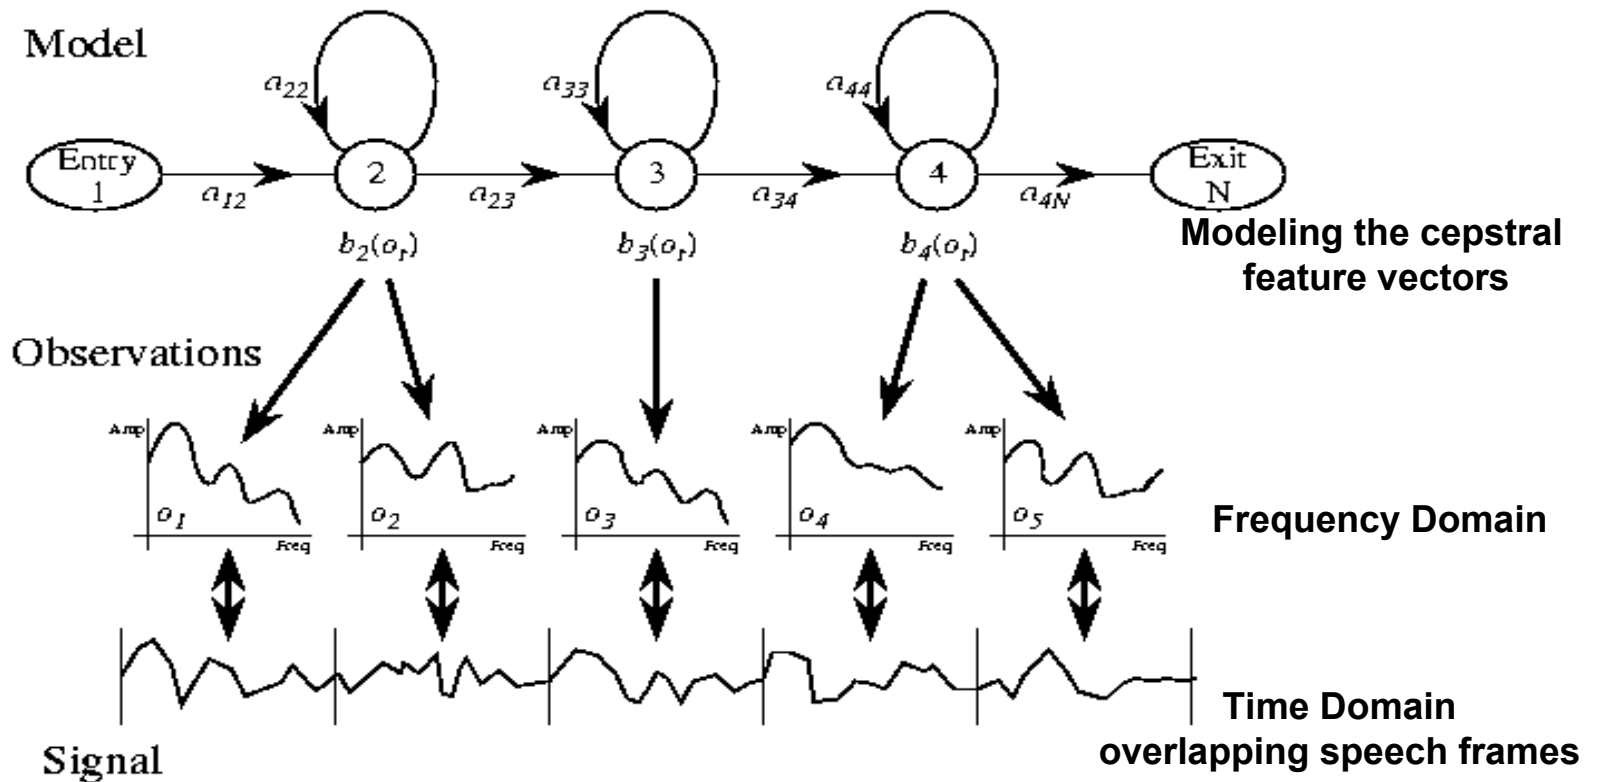 Model
a22
a33
a44
Entry
1
a12
2
a23
3
a34
4
a4N
Exit
N
b2(ot)
b3(ot)
b4(ot)
Modeling the cepstral
feature vectors
Observations
Amp
o1
Freq
Amp
o2
Freq
Amp
o3
Freq
Amp
o4
Freq
Amp
o5
Freq
Frequency Domain
Time Domain
overlapping speech frames
Signal